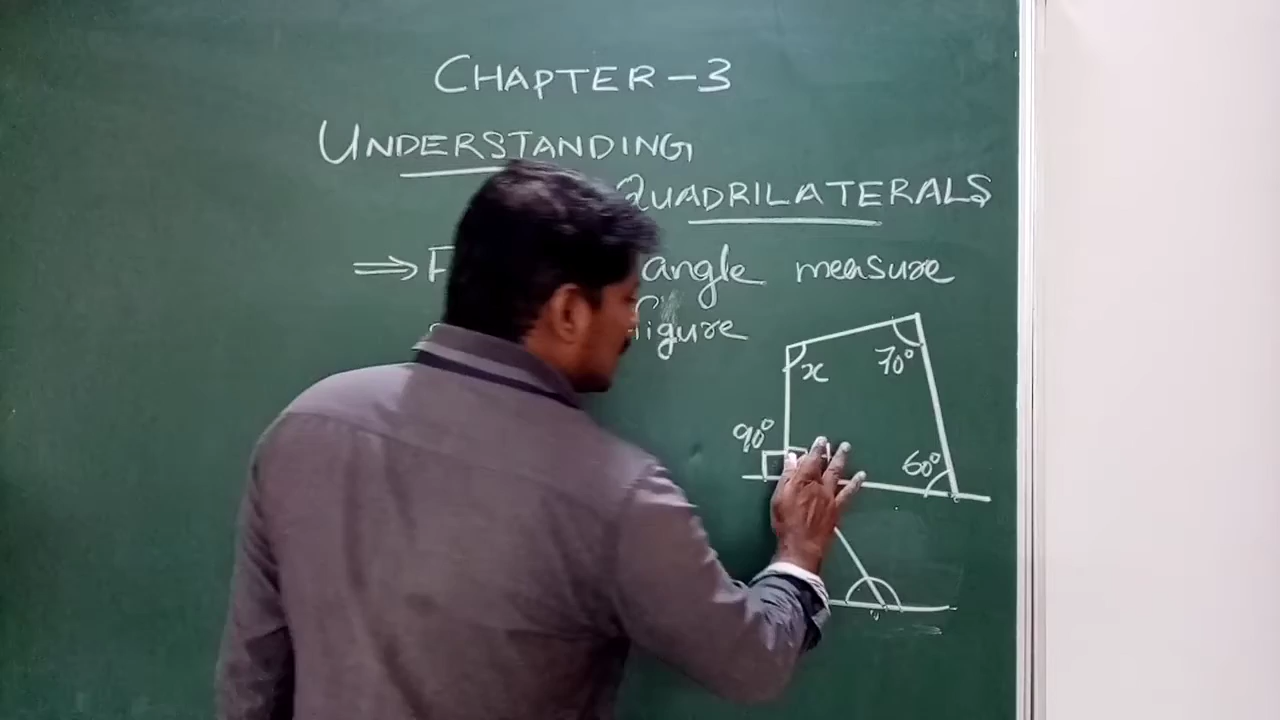 CHAPTER-3
UNDERSTANDING
QUADRILATERALS
⇒ angle measure
figure
x
70°
90°
60°